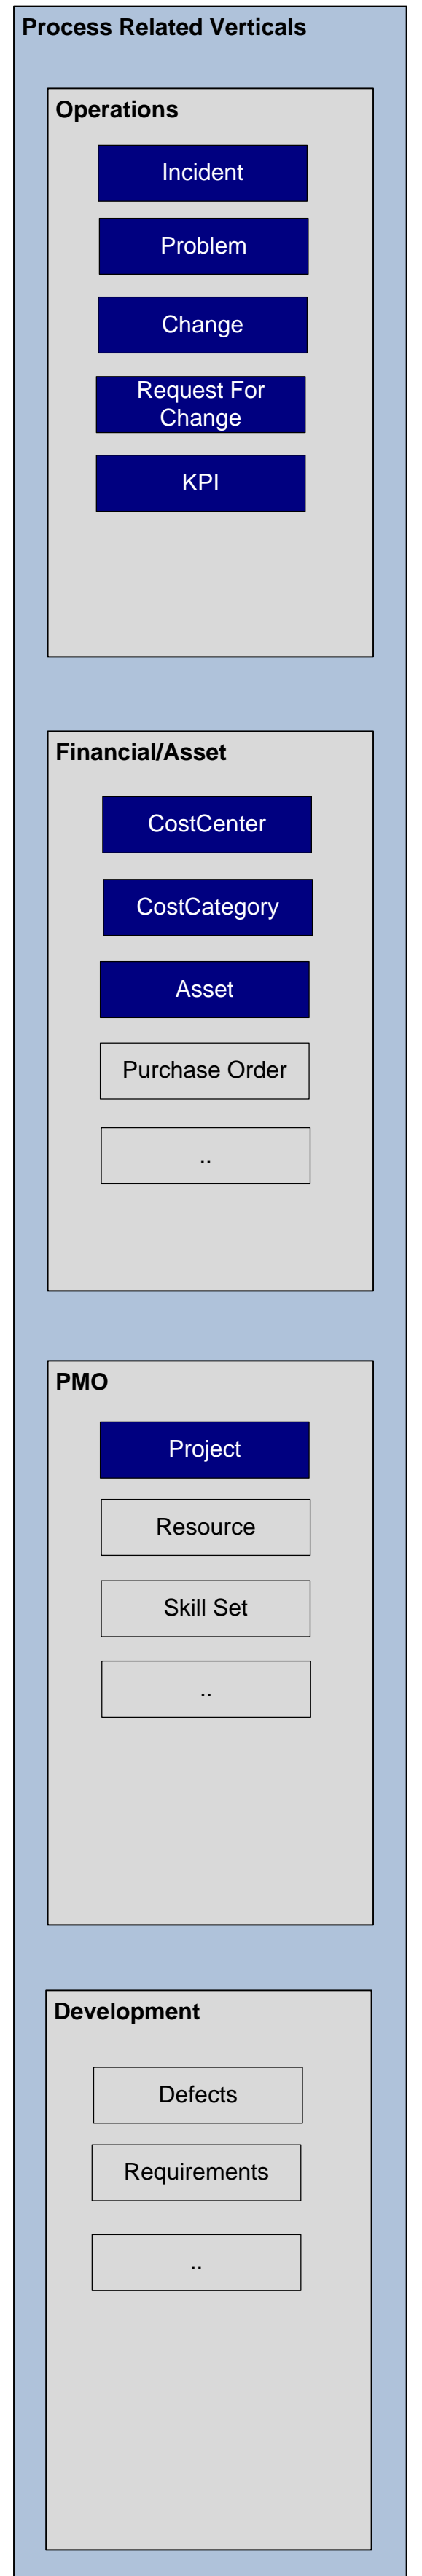 Process Related Verticals
Operations
Incident
Problem
Change
Request For
Change
KPI
Financial/Asset
CostCenter
CostCategory
Asset
Purchase Order
..
PMO
Project
Resource
Skill Set
..
Development
Defects
Requirements
..